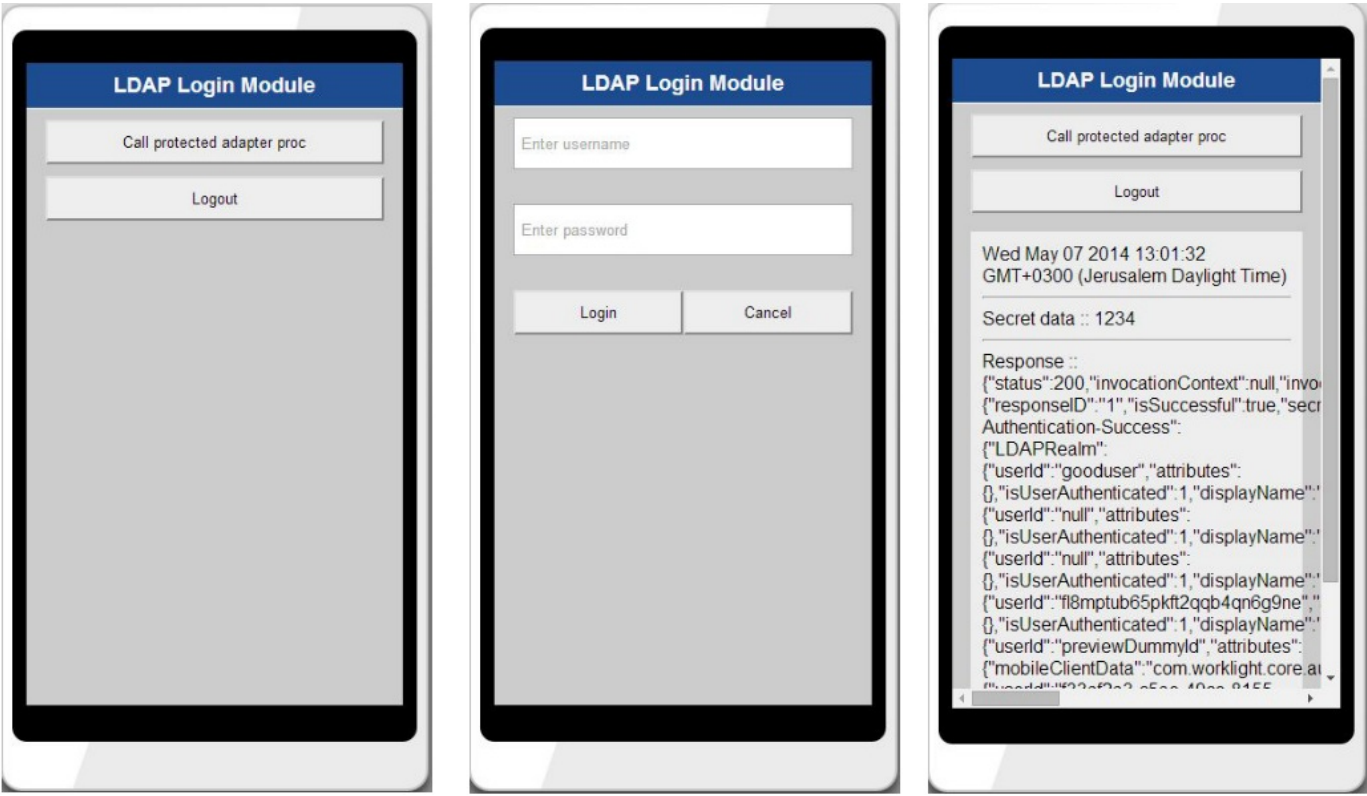 LDAP Login Module
Call protected adapter proc
Logout
LDAP Login Module
Enter username
Enter password
Login Cancel
LDAP Login Module
Call protected adapter proc
Logout
Wed May 07 2014 13:01:32
GMT+0300 (Jerusalem Daylight Time)
Secret data :: 1234
Response ::
{"status":200,"invocationContext":null,"invo
{"responseID":"1","isSuccessful":true,"secr
Authentication-Success":
{"LDAPRealm":
{"userId":"gooduser","attributes":
{},"isUserAuthenticated":1,"displayName":"
{"userId":"null","attributes":
{},"isUserAuthenticated":1,"displayName":"
{"userId":"null","attributes":
{},"isUserAuthenticated":1,"displayName":"
{"userId":"fl8mptub65pkft2qqb4qn6g9ne","
{},"isUserAuthenticated":1,"displayName":"
{"userId":"previewDummyId","attributes":
{"mobileClientData":"com.worklight.core.au